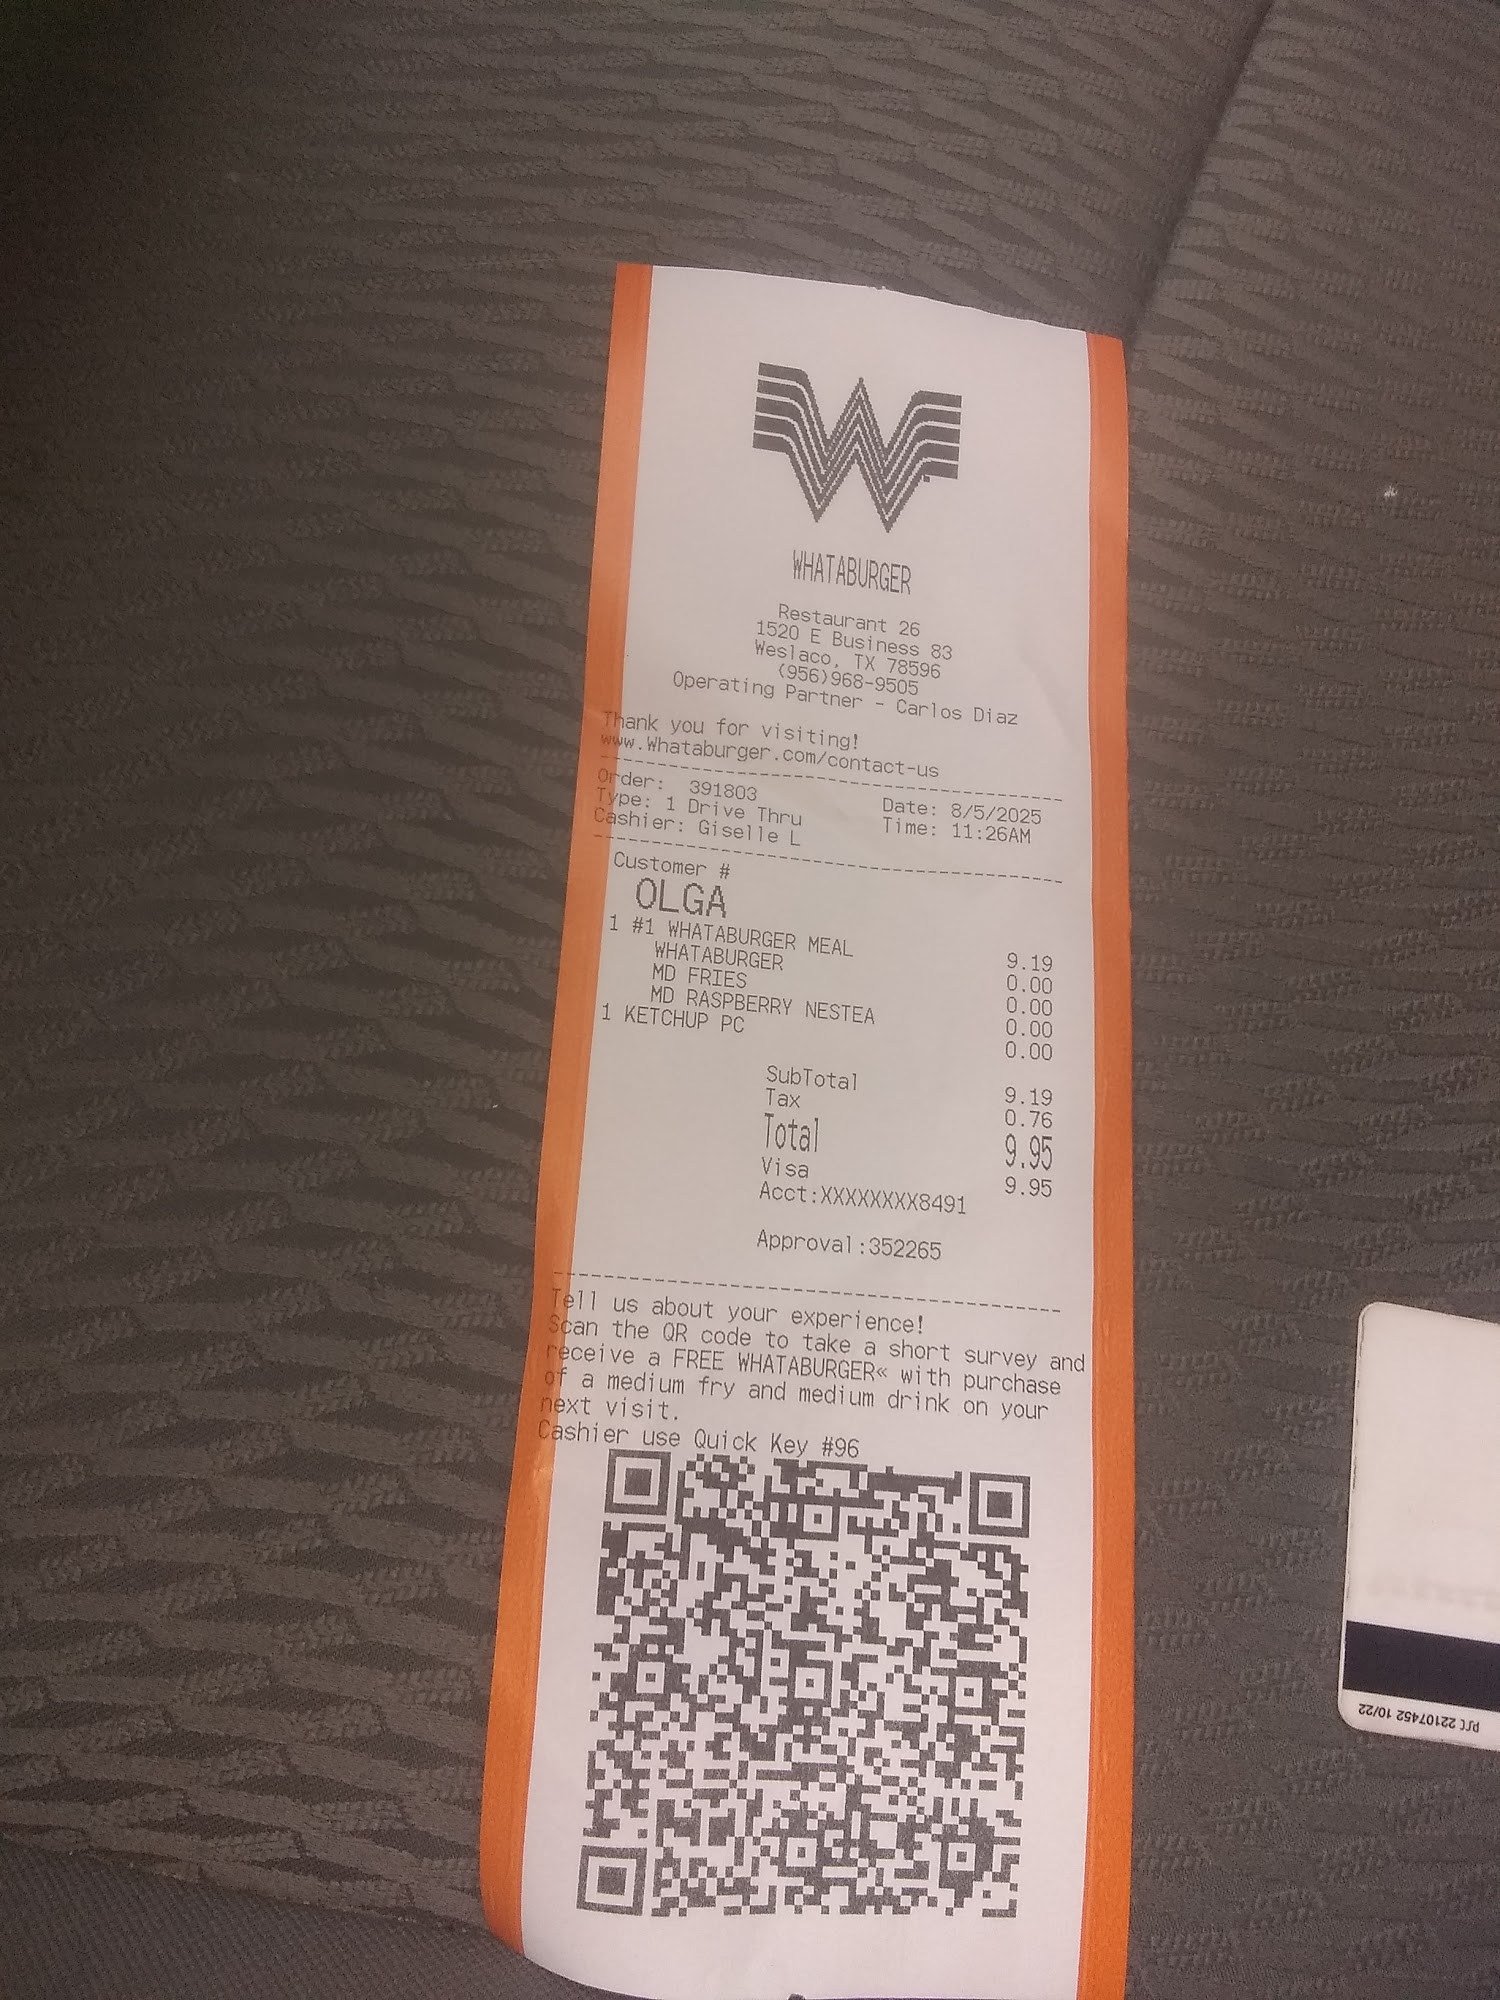 WHATABURGER
Restaurant 26
1520 E Business 83
Weslaco, TX 78596
(956)968-9505
Operating Partner - Carlos Diaz
Thank you for visiting!
www.Whataburger.com/contact-us
Order: 391803 Date: 8/5/2025
Type: 1 Drive Thru Time: 11:26AM
Cashier: Giselle L
Customer #
OLGA
1 #1 WHATABURGER MEAL 9.19
WHATABURGER 0.00
MD FRIES 0.00
MD RASPBERRY NESTEA 0.00
1 KETCHUP PC 0.00
SubTotal 9.19
Tax 0.76
Total 9.95
Visa 9.95
Acct:XXXXXXXX8491
Approval:352265
Tell us about your experience!
Scan the QR code to take a short survey and
receive a FREE WHATABURGER« with purchase
of a medium fry and medium drink on your
next visit.
Cashier use Quick Key #96
prc 22107452 10/22